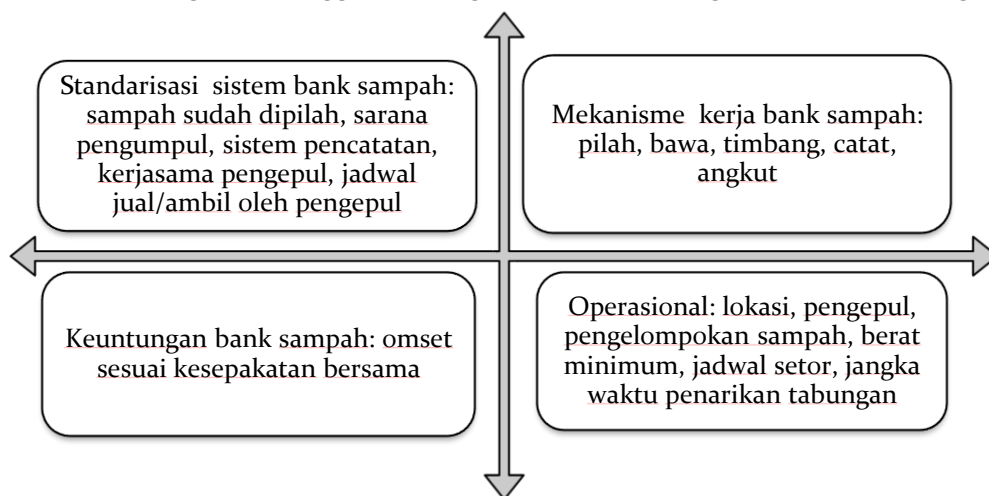 Standarisasi sistem bank sampah:
sampah sudah dipilah, sarana
pengumpul, sistem pencatatan,
kerjasama pengepul, jadwal
jual/ambil oleh pengepul
Mekanisme kerja bank sampah:
pilah, bawa, timbang, catat,
angkut
Keuntungan bank sampah: omset
sesuai kesepakatan bersama
Operasional: lokasi, pengepul,
pengelompokan sampah, berat
minimum, jadwal setor, jangka
waktu penarikan tabungan